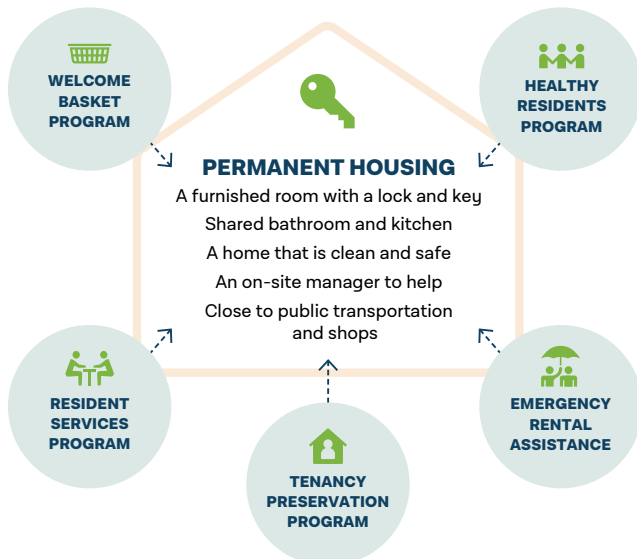 WELCOME
BASKET
PROGRAM
HEALTHY
RESIDENTS
PROGRAM
PERMANENT HOUSING
A furnished room with a lock and key
Shared bathroom and kitchen
A home that is clean and safe
An on-site manager to help
Close to public transportation
and shops
RESIDENT
SERVICES
PROGRAM
TENANCY
PRESERVATION
PROGRAM
EMERGENCY
RENTAL
ASSISTANCE